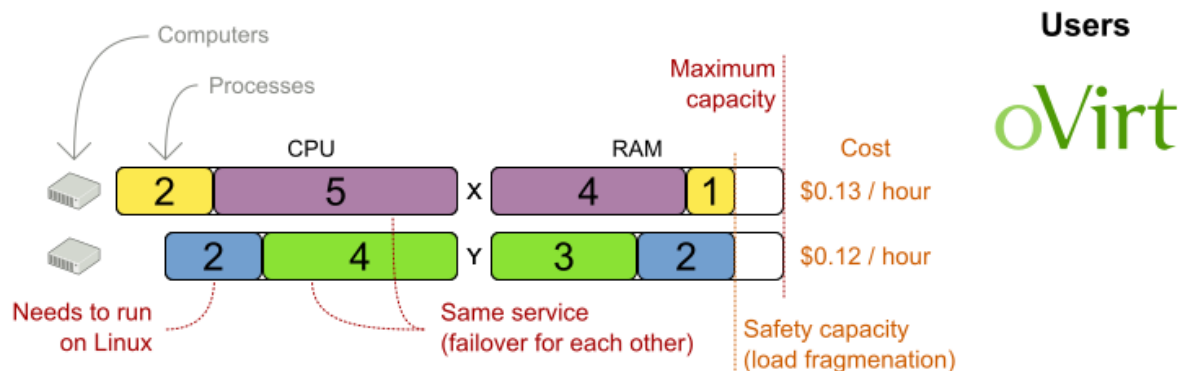 Users
Computers
Processes
Maximum
capacity
oVirt
CPU
RAM
Cost
2
5
X
4
1
$0.13 / hour
2
4
Y
3
2
$0.12 / hour
Needs to run
on Linux
Same service
(failover for each other)
Safety capacity
(load fragmenation)